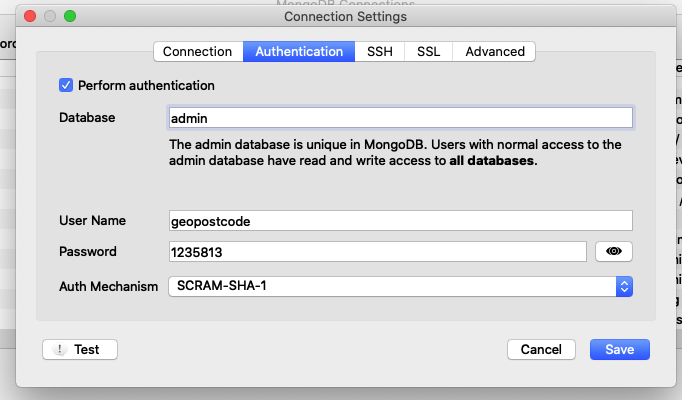 MongoDB Connections
Connection Settings
Connection Authentication SSH SSL Advanced
Perform authentication
Database admin
The admin database is unique in MongoDB. Users with normal access to the
admin database have read and write access to all databases.
User Name geopostcode
Password 1235813
Auth Mechanism SCRAM-SHA-1
! Test Cancel Save